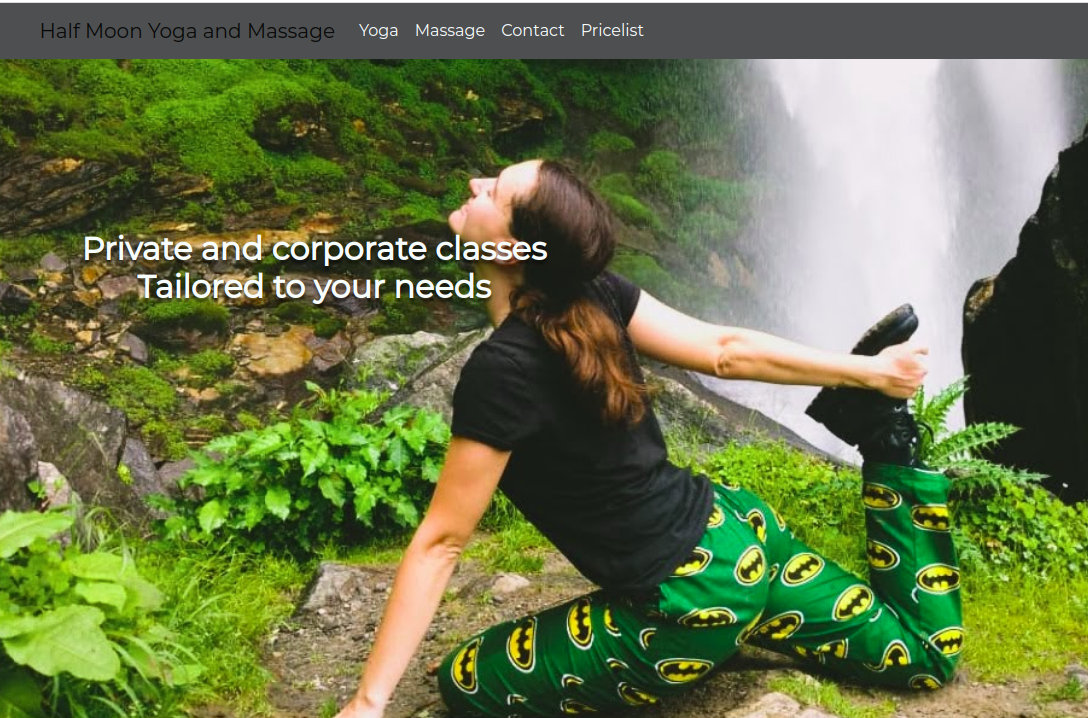 Half Moon Yoga and Massage Yoga Massage Contact Pricelist
Private and corporate classes
Tailored to your needs